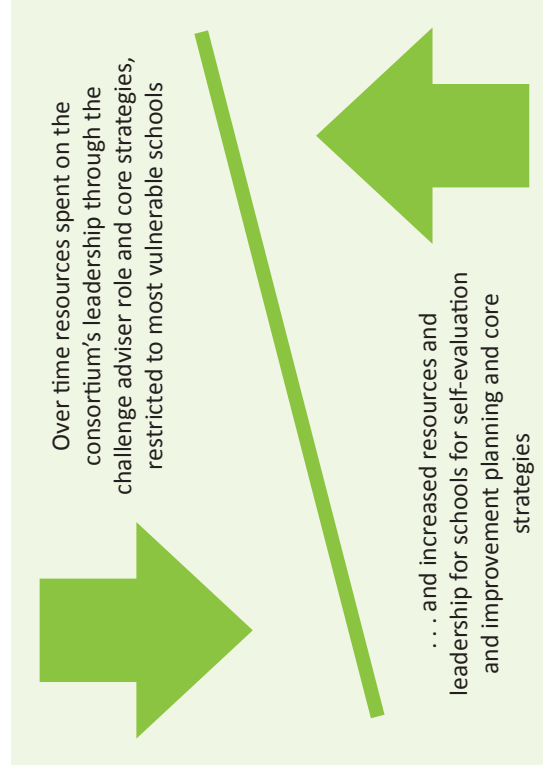 Over time resources spent on the
consortium’s leadership through the
challenge adviser role and core strategies,
restricted to most vulnerable schools
. . . and increased resources and
leadership for schools for self-evaluation
and improvement planning and core
strategies